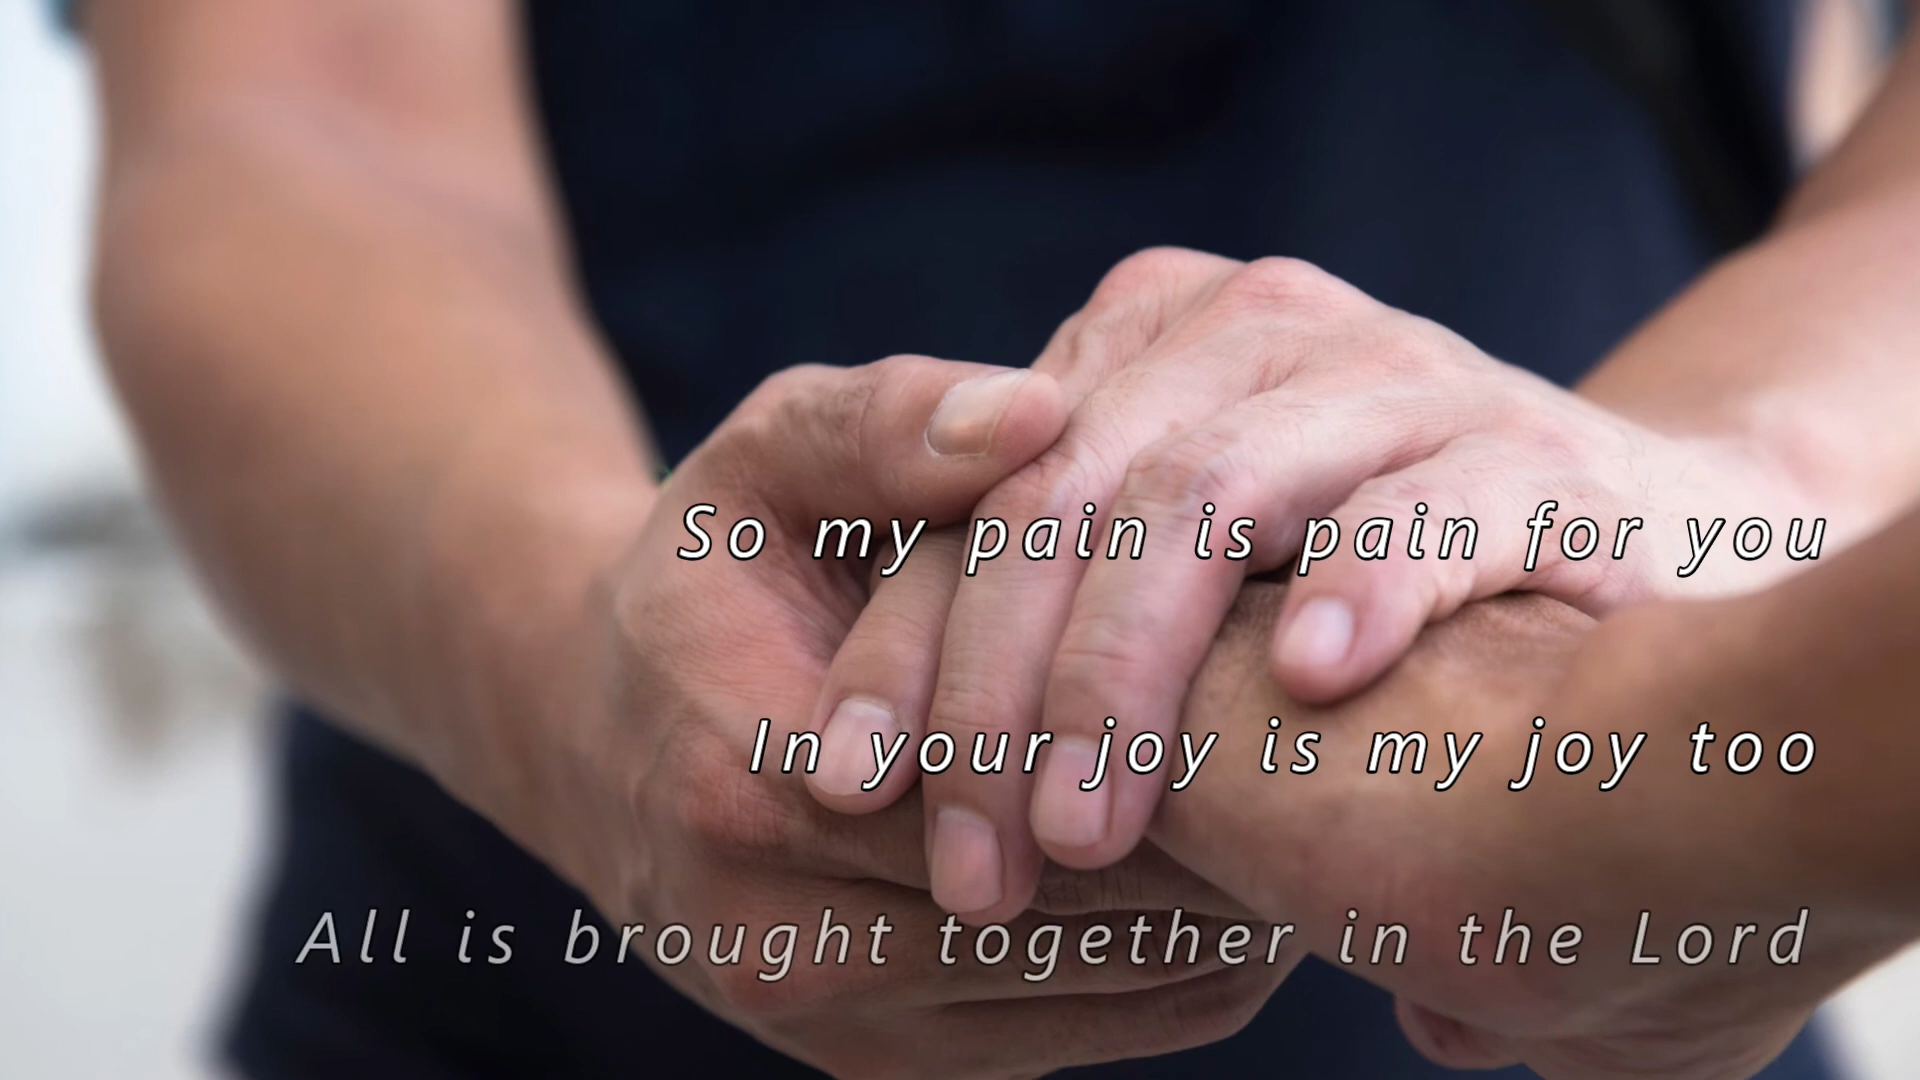 So my pain is pain for you
In your joy is my joy too
All is brought together in the Lord